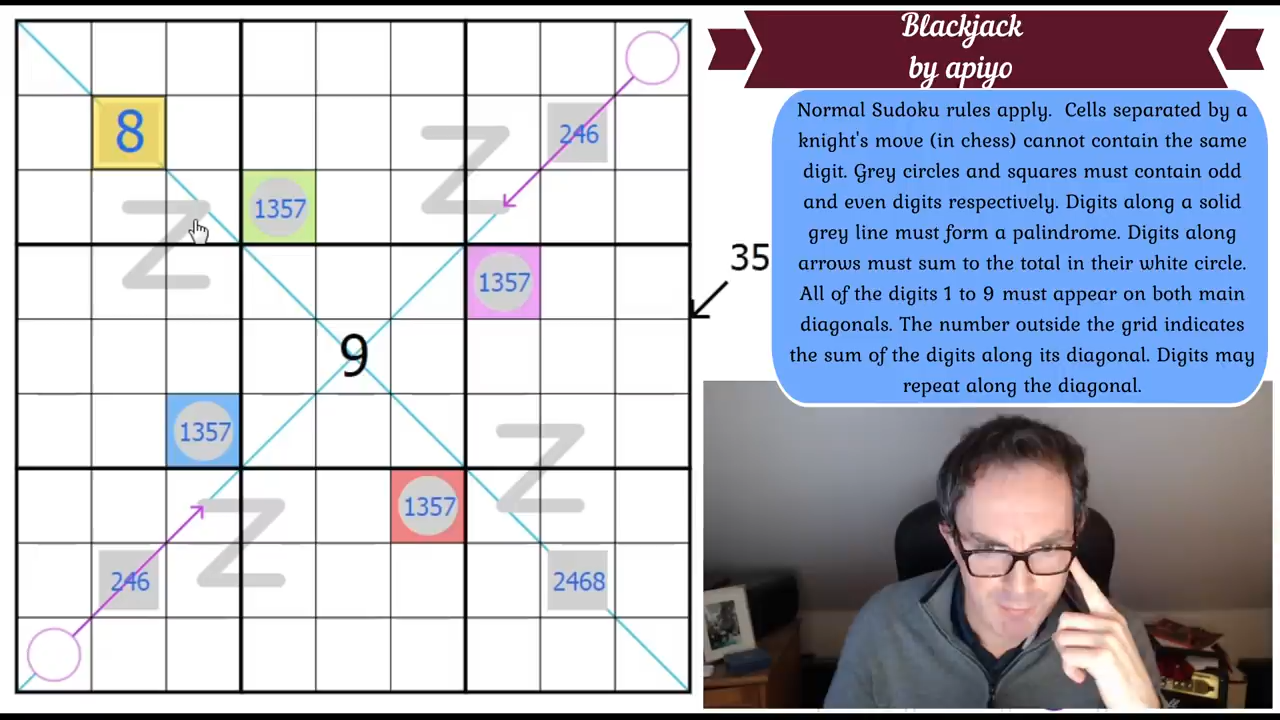 Blackjack
by apiyo
Normal Sudoku rules apply.  Cells separated by a
knight's move (in chess) cannot contain the same
digit. Grey circles and squares must contain odd
and even digits respectively. Digits along a solid
grey line must form a palindrome. Digits along
arrows must sum to the total in their white circle.
All of the digits 1 to 9 must appear on both main
diagonals. The number outside the grid indicates
the sum of the digits along its diagonal. Digits may
repeat along the diagonal.
8
246
1357
35
1357
9
1357
1357
246
2468